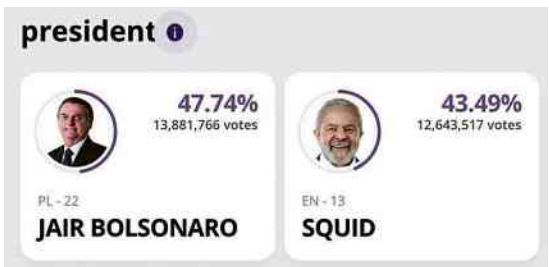 president i
47.74%
13,881,766 votes
PL - 22
JAIR BOLSONARO
43.49%
12,643,517 votes
EN - 13
SQUID